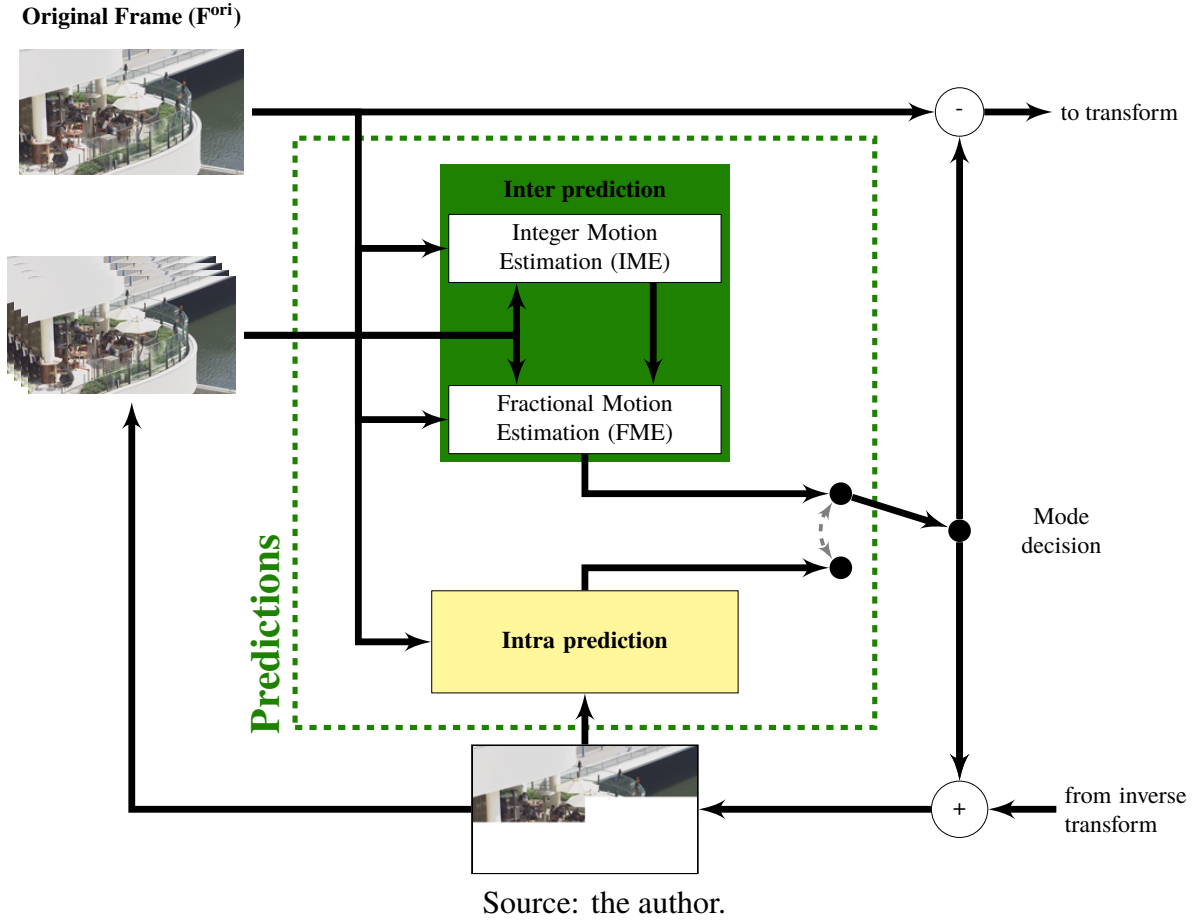 Original Frame (F^ori)
-
to transform
Inter prediction
Integer Motion
Estimation (IME)
Fractional Motion
Estimation (FME)
Mode
decision
Predictions
Intra prediction
+
from inverse
transform
Source: the author.